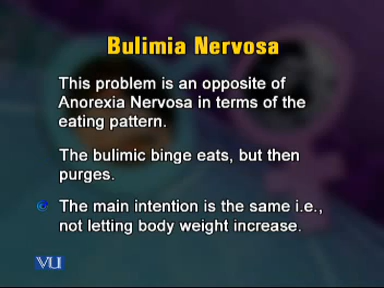 Bulimia Nervosa
This problem is an opposite of
Anorexia Nervosa in terms of the
eating pattern.
The bulimic binge eats, but then
purges.
The main intention is the same i.e.,
not letting body weight increase.
VU